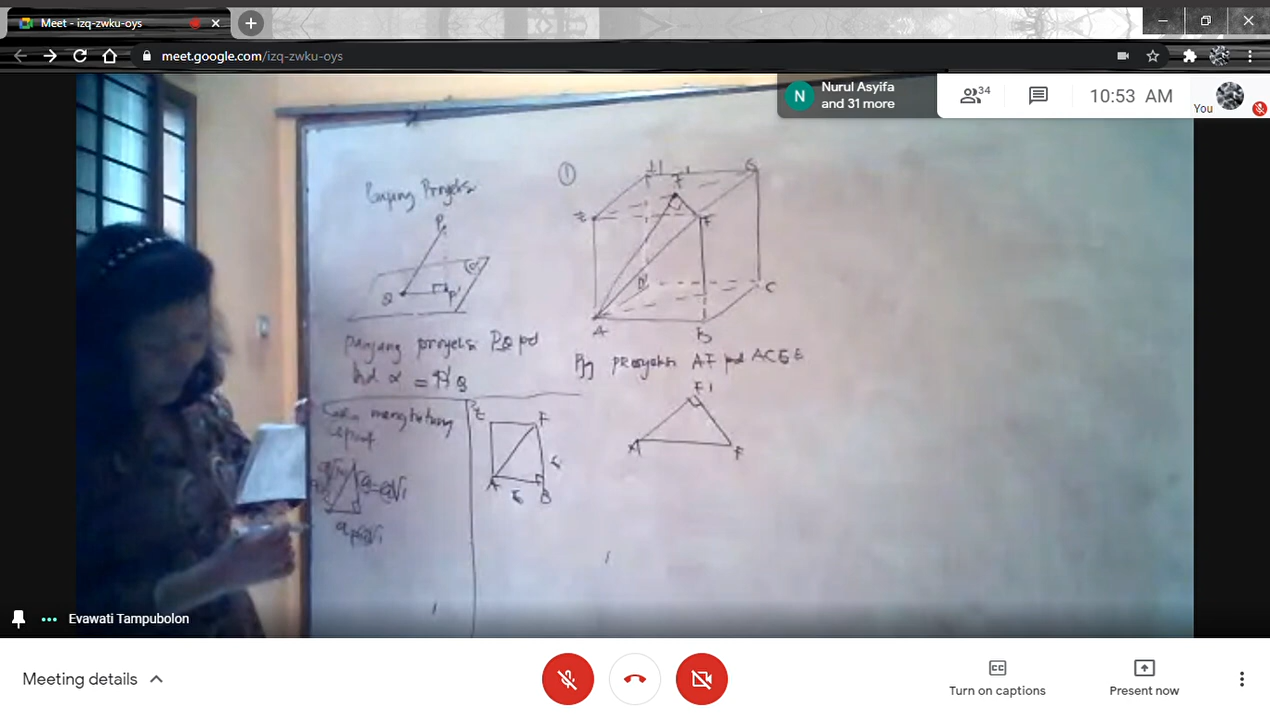 Meet - izq-zwku-oys
meet.google.com/izq-zwku-oys
Nurul Asyifa
and 31 more
N
34
10:53 AM
You
Panjang Proyeksi
P
(α)
Q
P'
Panjang proyeksi PQ pd
bid α = P'Q
1
H
G
F'
E
F
D
C
A
B
Pjg proyeksi AF pd ACGE
Cara menghitung
cepat
E
F
A
B
F'
A
F
Evawati Tampubolon
Meeting details
CC
Turn on captions
Present now